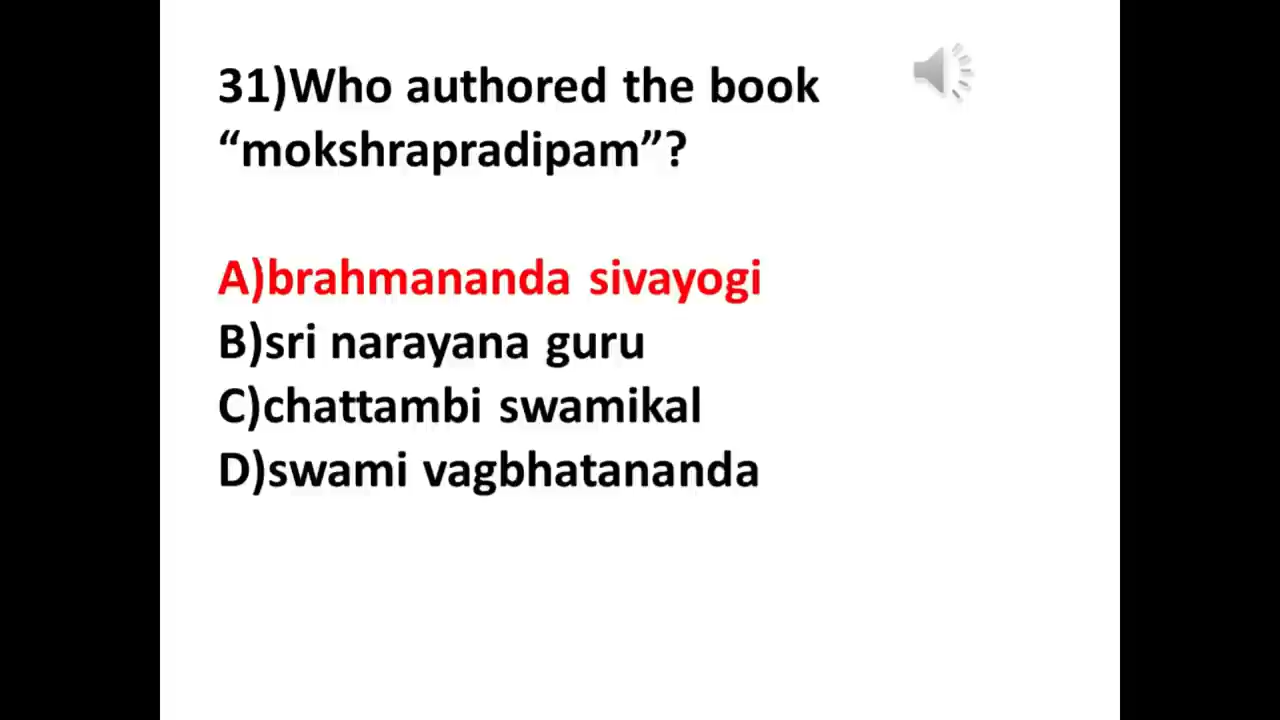 31)Who authored the book
“mokshrapradipam”?
A)brahmananda sivayogi
B)sri narayana guru
C)chattambi swamikal
D)swami vagbhatananda